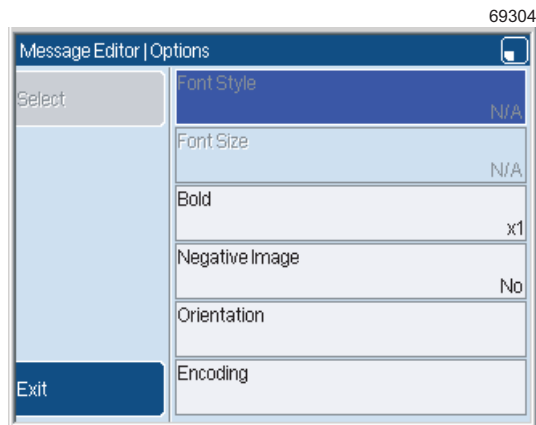 69304
Message Editor | Options
Select
Font Style
N/A
Font Size
N/A
Bold
x1
Negative Image
No
Orientation
Encoding
Exit